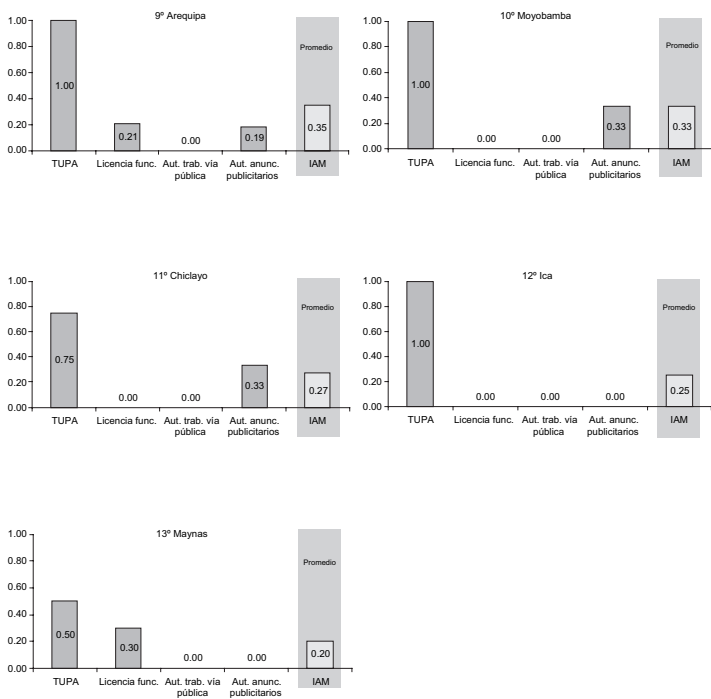 9º Arequipa
1.00
0.80
0.60
0.40
0.20
0.00
1.00
0.21
0.00
0.19
Promedio
0.35
TUPA
Licencia func.
Aut. trab. vía
pública
Aut. anunc.
publicitarios
IAM
10º Moyobamba
1.00
0.80
0.60
0.40
0.20
0.00
1.00
0.00
0.00
0.33
Promedio
0.33
TUPA
Licencia func.
Aut. trab. vía
pública
Aut. anunc.
publicitarios
IAM
11º Chiclayo
1.00
0.80
0.60
0.40
0.20
0.00
0.75
0.00
0.00
0.33
Promedio
0.27
TUPA
Licencia func.
Aut. trab. vía
pública
Aut. anunc.
publicitarios
IAM
12º Ica
1.00
0.80
0.60
0.40
0.20
0.00
1.00
0.00
0.00
0.00
Promedio
0.25
TUPA
Licencia func.
Aut. trab. vía
pública
Aut. anunc.
publicitarios
IAM
13º Maynas
1.00
0.80
0.60
0.40
0.20
0.00
0.50
0.30
0.00
0.00
Promedio
0.20
TUPA
Licencia func.
Aut. trab. vía
pública
Aut. anunc.
publicitarios
IAM